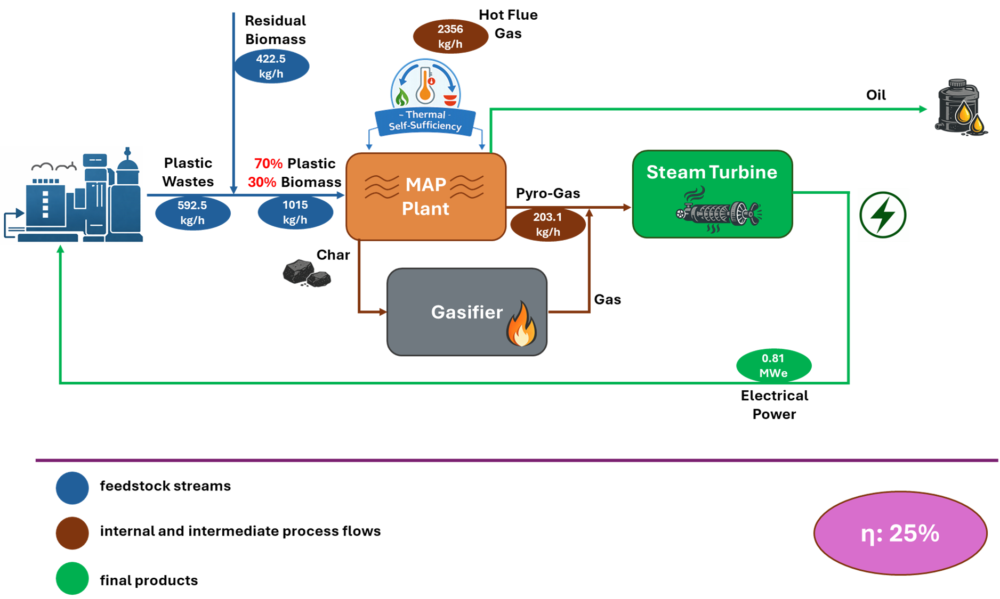 Residual
Biomass
422.5
kg/h
2356
kg/h
Hot Flue
Gas
~ Thermal -
Self-Sufficiency
Oil
Plastic
Wastes
592.5
kg/h
70% Plastic
30% Biomass
1015
kg/h
MAP
Plant
Pyro-Gas
203.1
kg/h
Steam Turbine
Char
Gasifier
Gas
0.81
MWe
Electrical
Power
feedstock streams
internal and intermediate process flows
final products
η: 25%